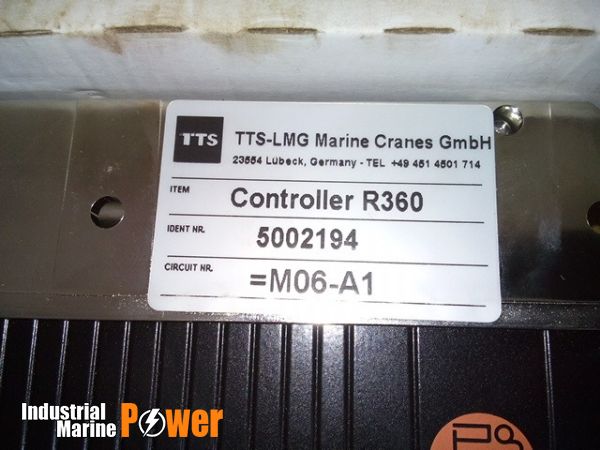 TTS
TTS-LMG Marine Cranes GmbH
23554 Lübeck, Germany - TEL +49 451 4501 714
ITEM
Controller R360
IDENT NR.
5002194
CIRCUIT NR.
=M06-A1
Industrial
Marine
Power